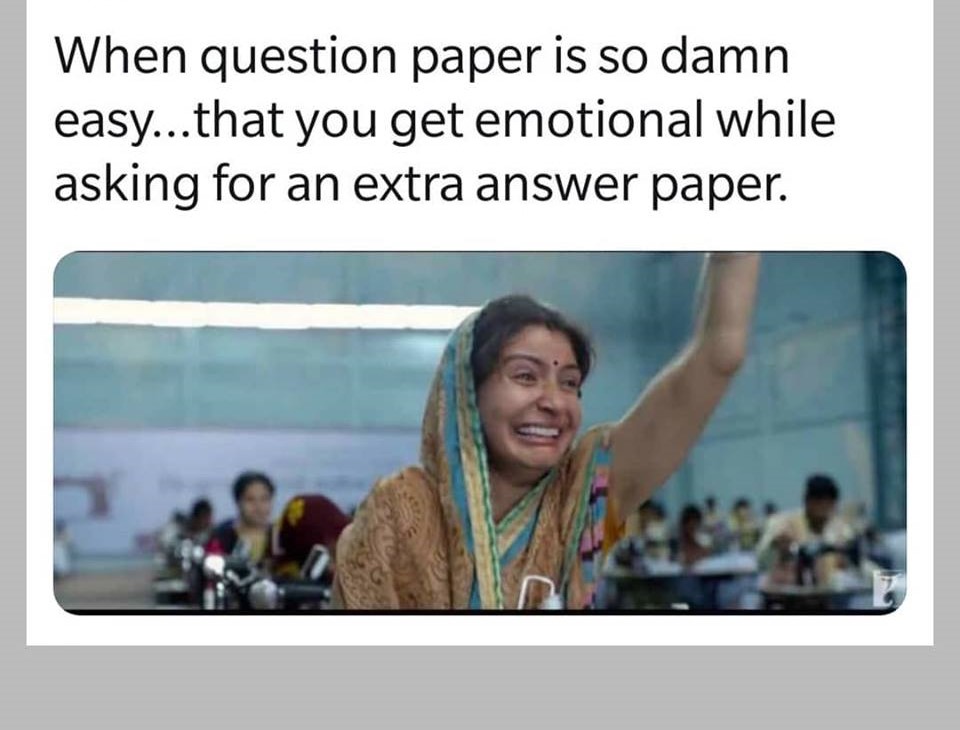 When question paper is so damn
easy...that you get emotional while
asking for an extra answer paper.